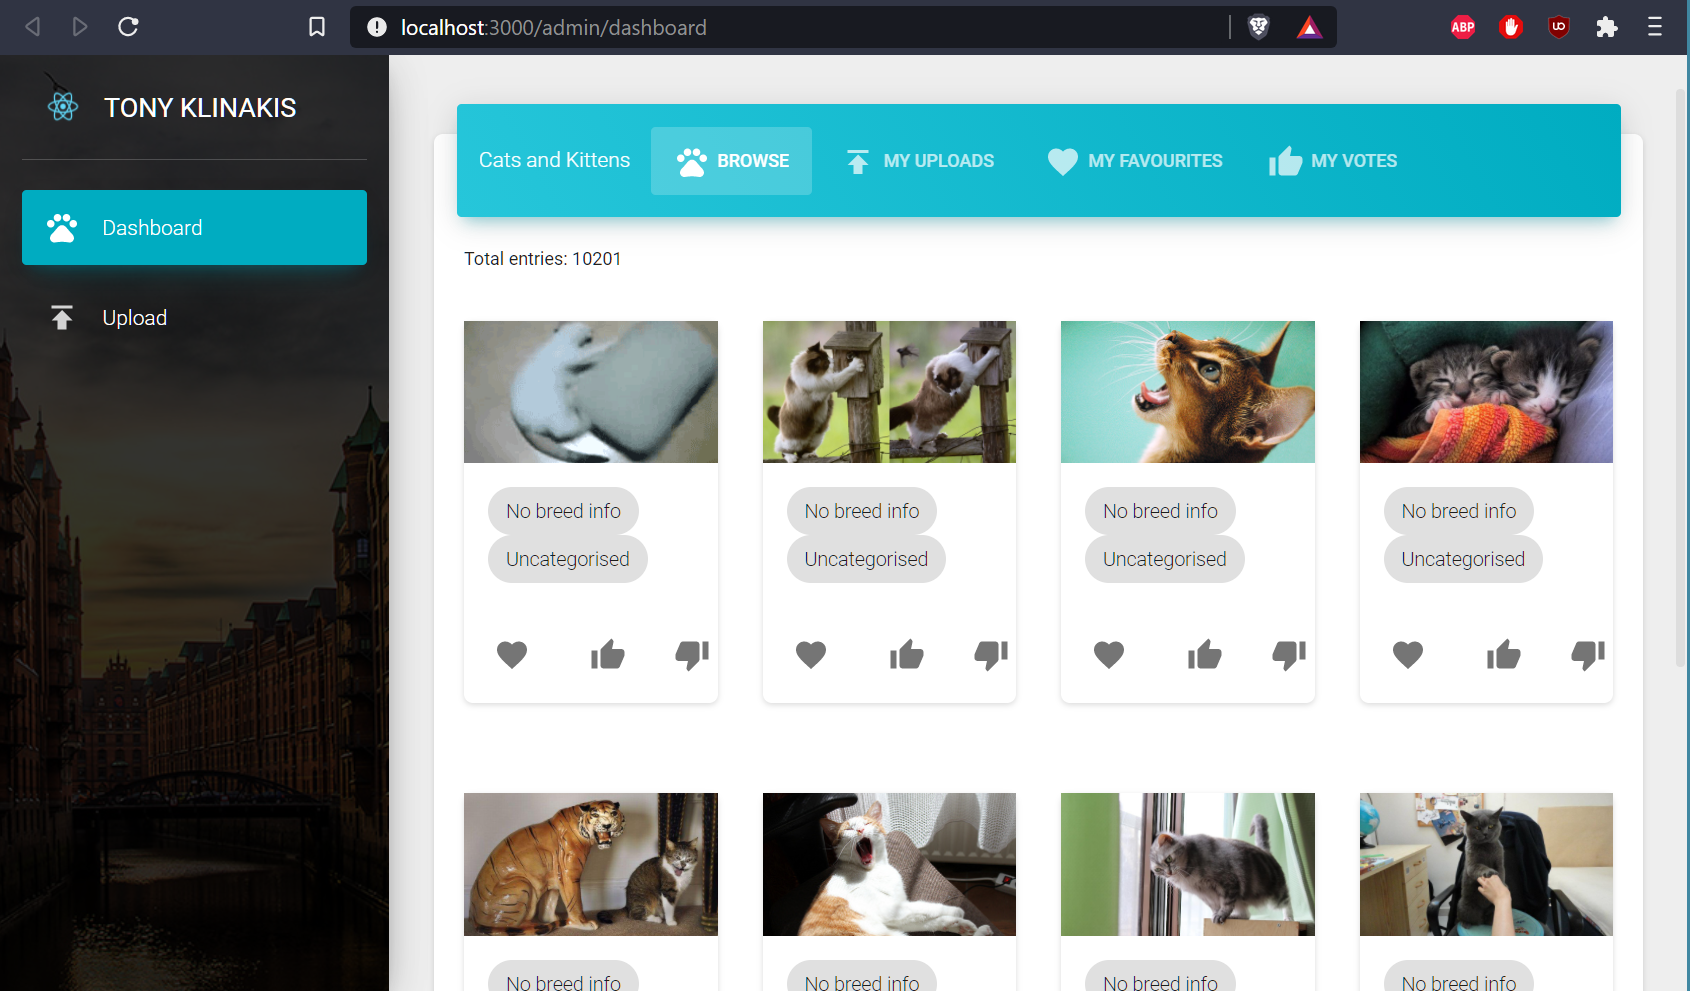 localhost:3000/admin/dashboard
ABP
TONY KLINAKIS
Dashboard
Upload
Cats and Kittens BROWSE MY UPLOADS MY FAVOURITES MY VOTES
Total entries: 10201
No breed info No breed info No breed info No breed info
Uncategorised Uncategorised Uncategorised Uncategorised
No breed info No breed info No breed info No breed info